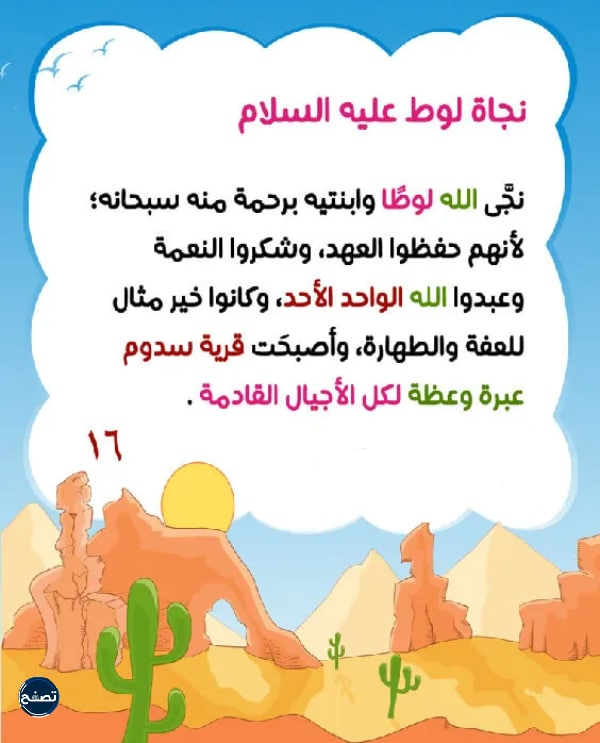 نجاة لوط عليه السلام
نجَّى الله لوطًا وابنتيه برحمة منه سبحانه؛
لأنهم حفظوا العهد، وشكروا النعمة
وعبدوا الله الواحد الأحد، وكانوا خير مثال
للعفة والطهارة، وأصبحَت قرية سدوم
عبرة وعظة لكل الأجيال القادمة .
١٦
تصفح